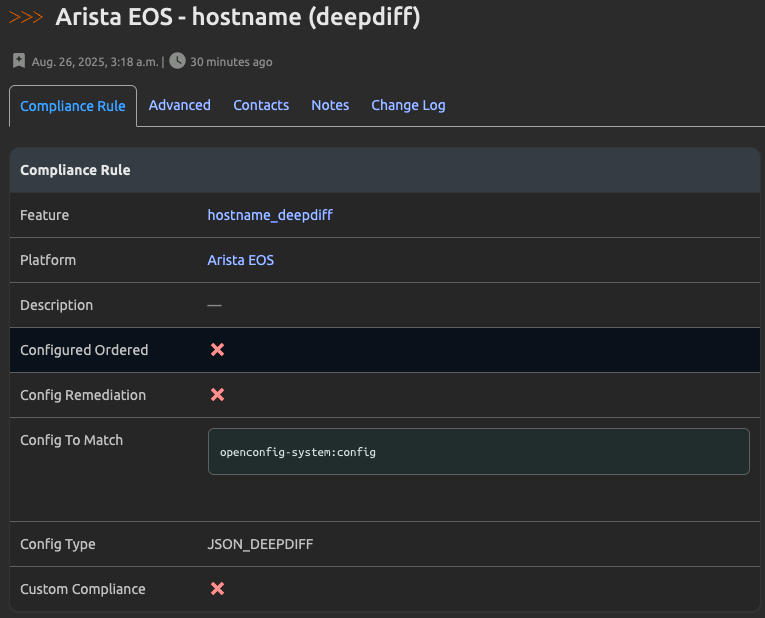 >>> Arista EOS - hostname (deepdiff)
Aug. 26, 2025, 3:18 a.m. | 30 minutes ago
Compliance Rule Advanced Contacts Notes Change Log
Compliance Rule
Feature hostname_deepdiff
Platform Arista EOS
Description —
Configured Ordered
Config Remediation
Config To Match openconfig-system:config
Config Type JSON_DEEPDIFF
Custom Compliance